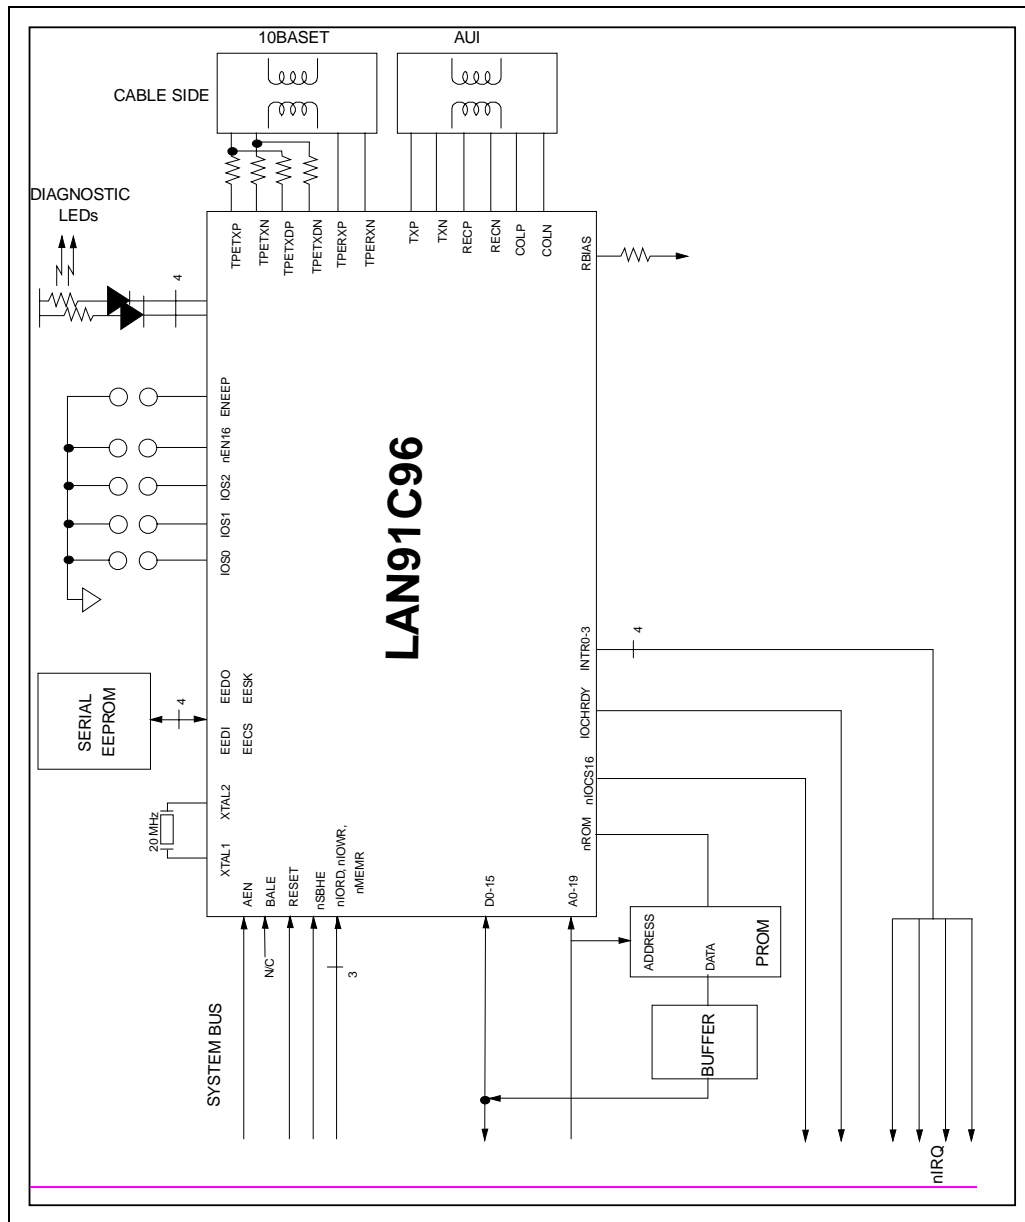 10BASET
AUI
CABLE SIDE
DIAGNOSTIC
LEDs
TPETXP
TPETXN
TPETXDP
TPETXDN
TPERXP
TPERXN
TXP
TXN
RECP
RECN
COLP
COLN
RBIAS
4
ENEEP
nEN16
IOS2
IOS1
IOS0
LAN91C96
SERIAL
EEPROM
4
EEDO
EESK
EEDI
EECS
INTR0-3
4
IOCHRDY
nIOCS16
nROM
20 MHz
XTAL2
XTAL1
AEN
BALE
RESET
nSBHE
nIORD, nIOWR,
nMEMR
D0-15
A0-19
N/C
3
ADDRESS
DATA
PROM
BUFFER
SYSTEM BUS
nIRQ